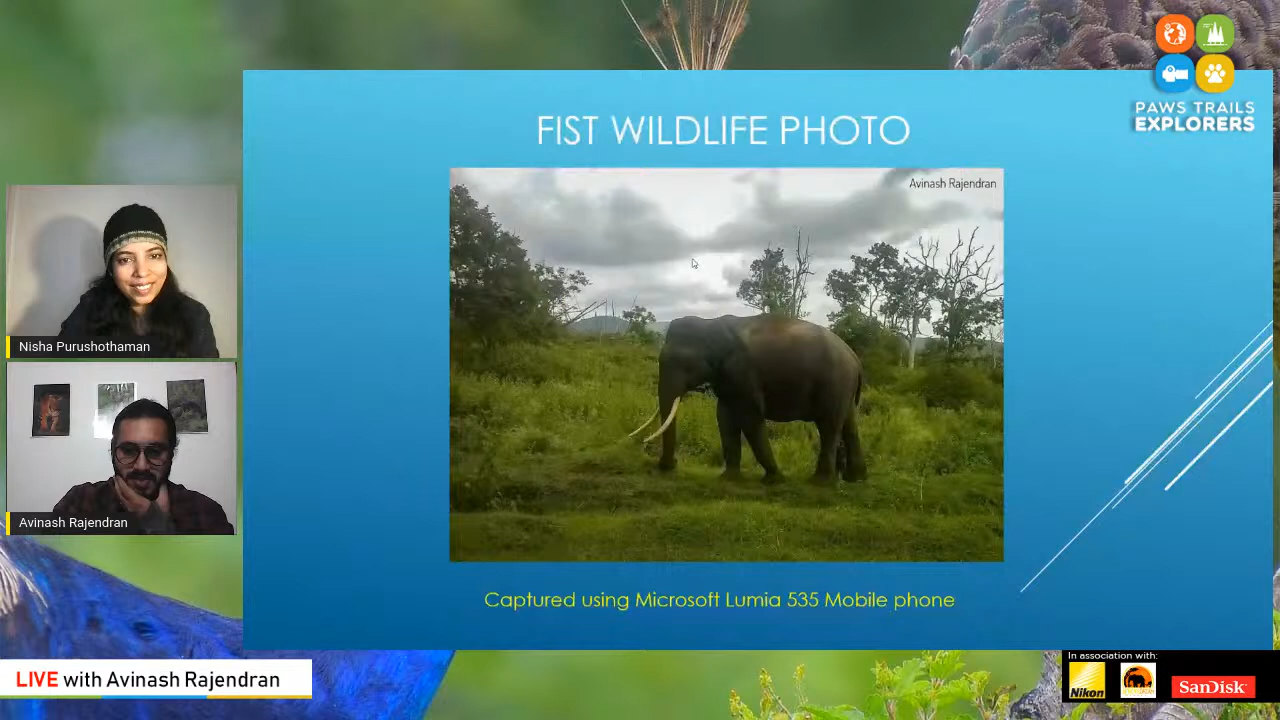 PAWS TRAILS
EXPLORERS
FIST WILDLIFE PHOTO
Avinash Rajendran
Nisha Purushothaman
Avinash Rajendran
Captured using Microsoft Lumia 535 Mobile phone
LIVE with Avinash Rajendran
In association with:
Nikon
SanDisk